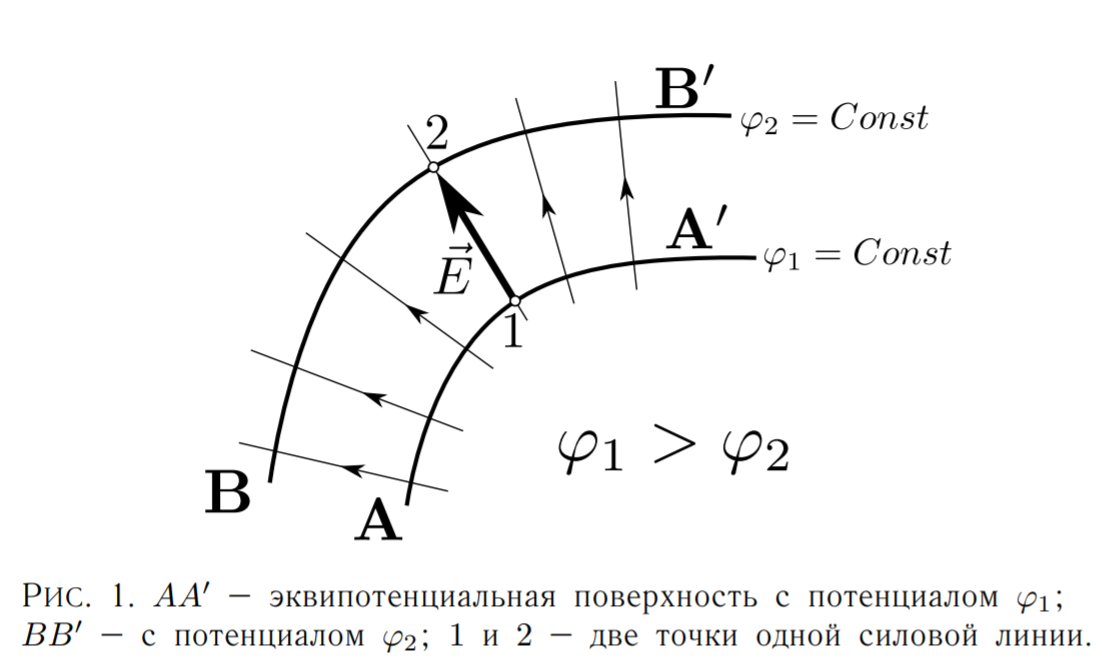 B′
φ₂ = Const
2
A′
φ₁ = Const
E⃗
1
φ₁ > φ₂
B
A
Рис. 1. AA′ — эквипотенциальная поверхность с потенциалом φ₁;
BB′ — с потенциалом φ₂; 1 и 2 — две точки одной силовой линии.